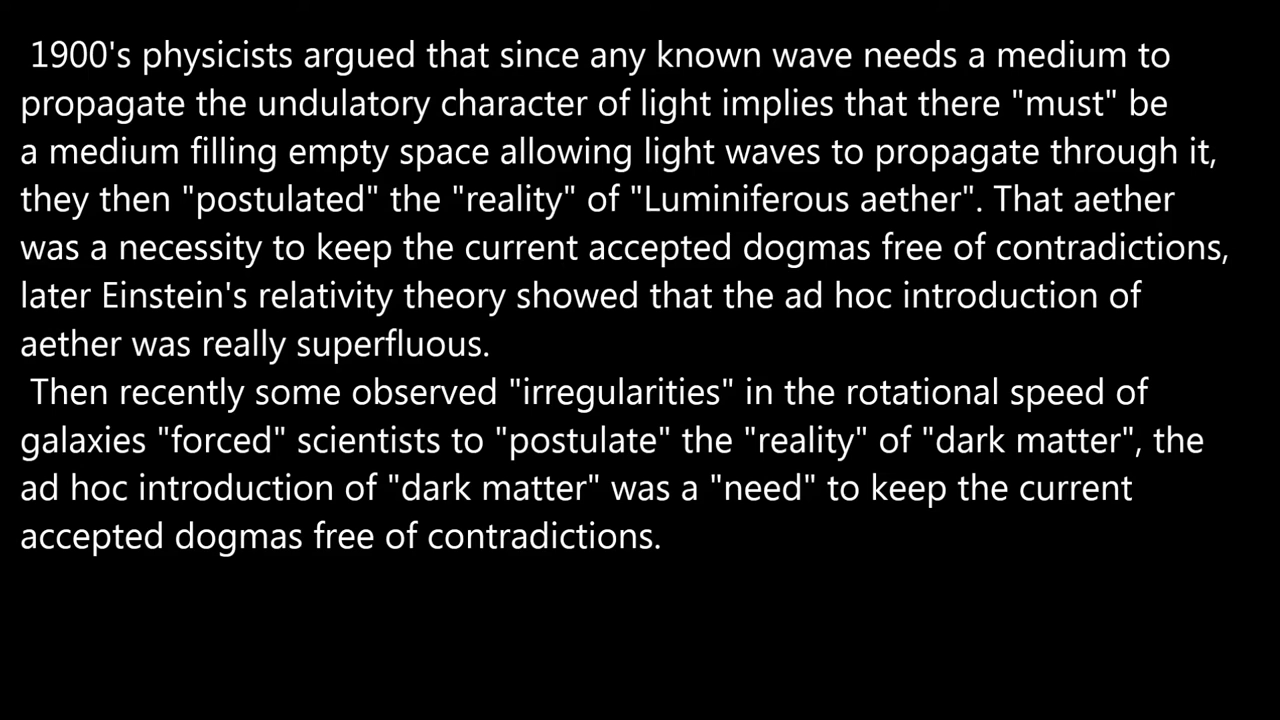 1900's physicists argued that since any known wave needs a medium to
propagate the undulatory character of light implies that there "must" be
a medium filling empty space allowing light waves to propagate through it,
they then "postulated" the "reality" of "Luminiferous aether". That aether
was a necessity to keep the current accepted dogmas free of contradictions,
later Einstein's relativity theory showed that the ad hoc introduction of
aether was really superfluous.
Then recently some observed "irregularities" in the rotational speed of
galaxies "forced" scientists to "postulate" the "reality" of "dark matter", the
ad hoc introduction of "dark matter" was a "need" to keep the current
accepted dogmas free of contradictions.